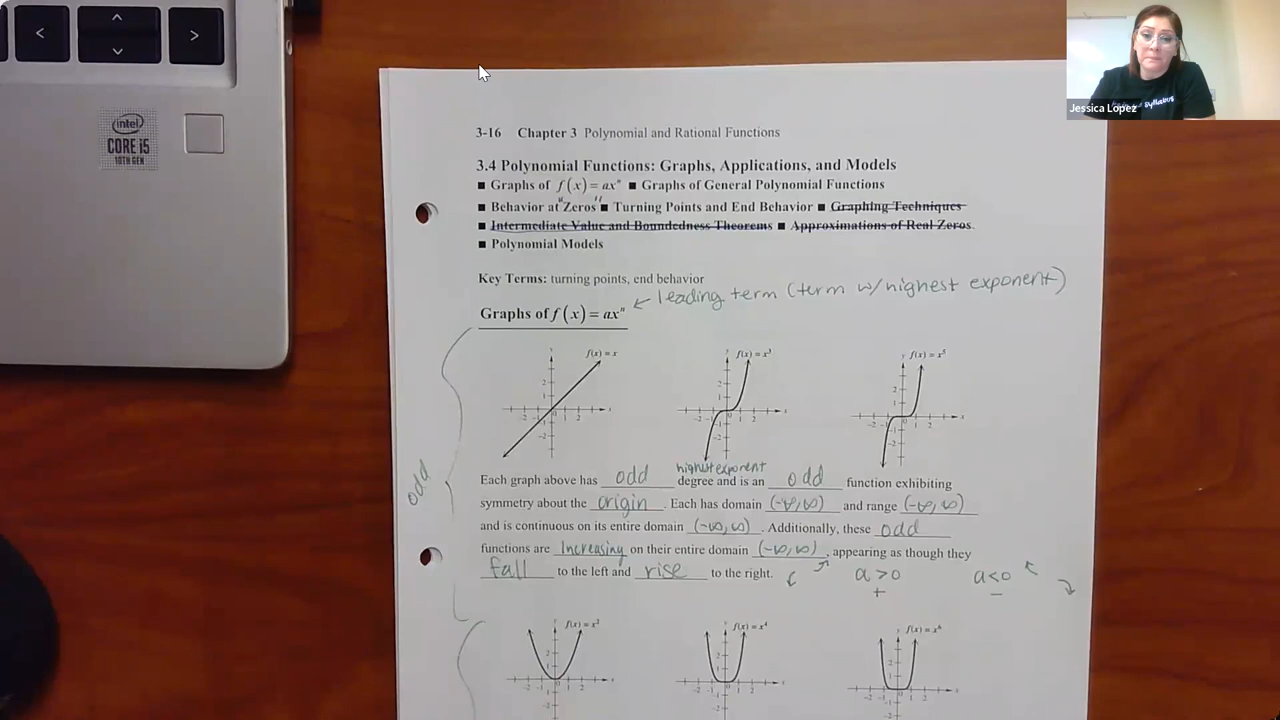 intel
CORE i5
10TH GEN
Jessica Lopez
syllabus
3-16 Chapter 3 Polynomial and Rational Functions
3.4 Polynomial Functions: Graphs, Applications, and Models
■ Graphs of f(x) = axⁿ ■ Graphs of General Polynomial Functions
■ Behavior at "Zeros" ■ Turning Points and End Behavior ■ Graphing Techniques
■ Intermediate Value and Boundedness Theorems ■ Approximations of Real Zeros
■ Polynomial Models
Key Terms: turning points, end behavior
← leading term (term w/highest exponent)
Graphs of f(x) = axⁿ
f(x) = x
f(x) = x³
f(x) = x⁵
odd
highest exponent
Each graph above has odd degree and is an odd function exhibiting
symmetry about the origin. Each has domain (-∞,∞) and range (-∞,∞)
and is continuous on its entire domain (-∞,∞). Additionally, these odd
functions are Increasing on their entire domain (-∞,∞), appearing as though they
fall to the left and rise to the right.
a>0
+
a<0
−
f(x) = x²
f(x) = x⁴
f(x) = x⁶